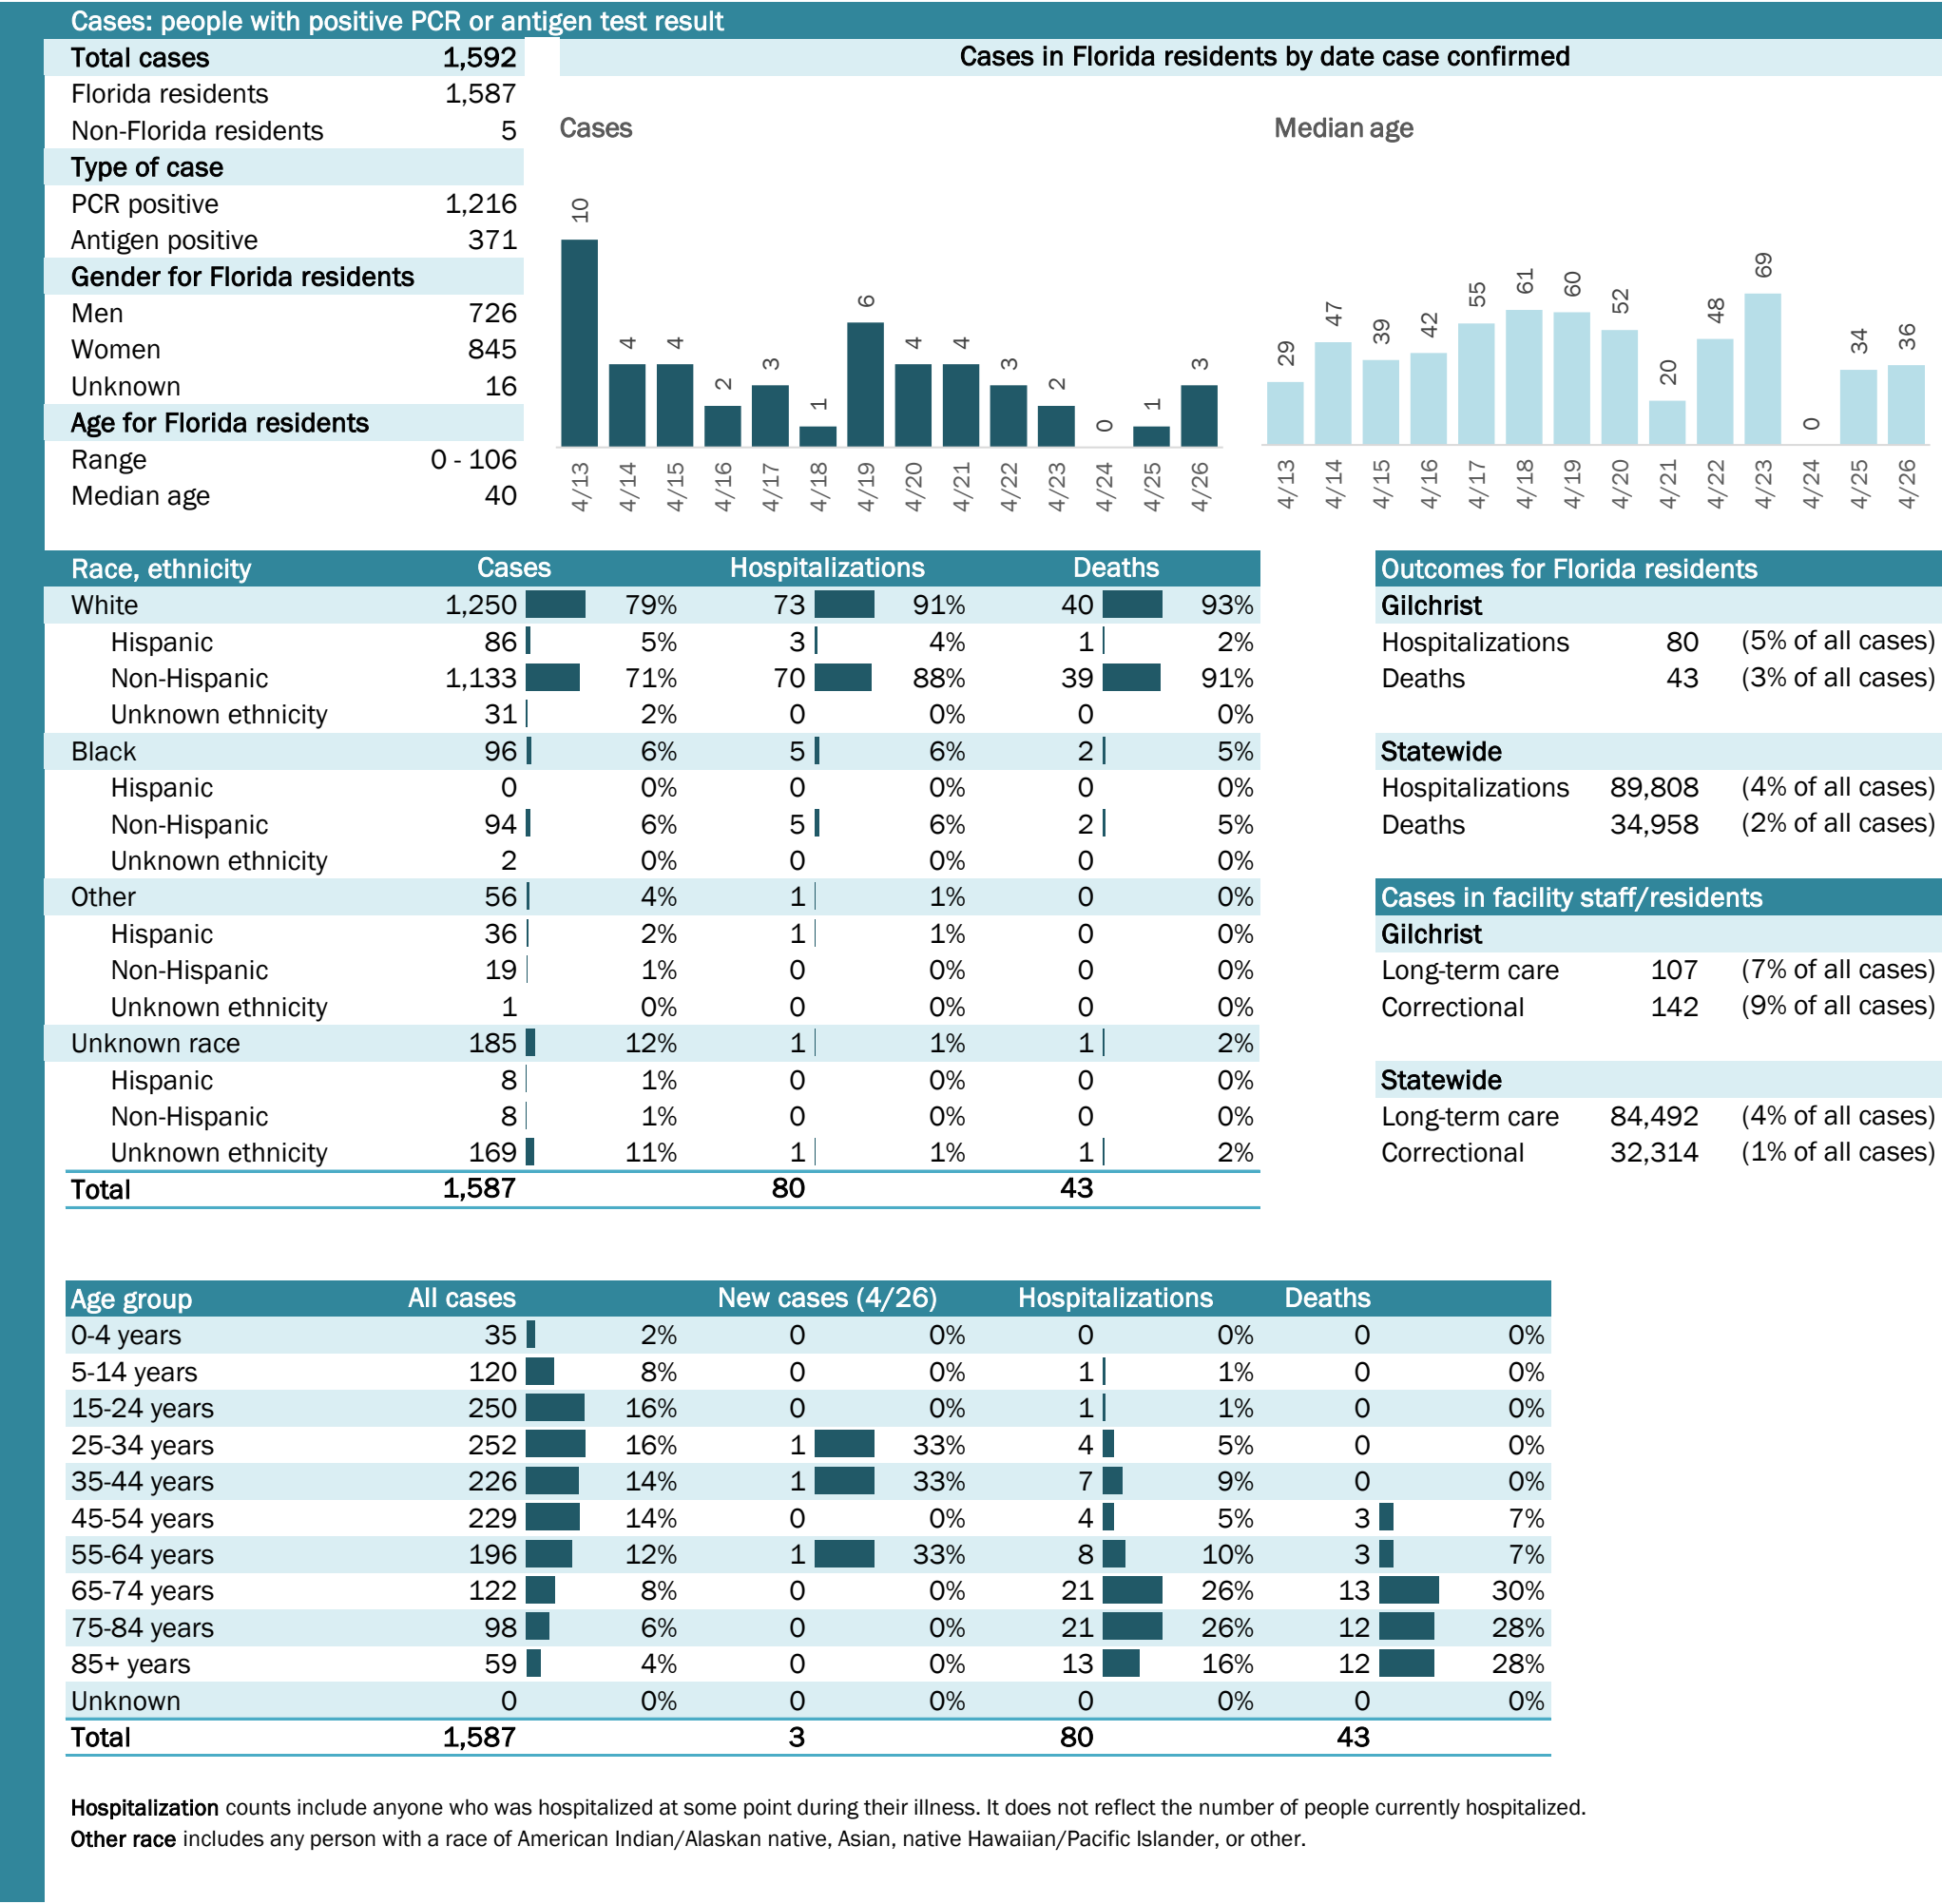 Cases: people with positive PCR or antigen test result
Total cases 1,592
Florida residents 1,587
Non-Florida residents 5
Type of case
PCR positive 1,216
Antigen positive 371
Gender for Florida residents
Men 726
Women 845
Unknown 16
Age for Florida residents
Range 0 - 106
Median age 40
Cases in Florida residents by date case confirmed
Cases
10 4 4 2 3 1 6 4 4 3 2 0 1 3
4/13 4/14 4/15 4/16 4/17 4/18 4/19 4/20 4/21 4/22 4/23 4/24 4/25 4/26
Median age
29 47 39 42 55 61 60 52 20 48 69 0 34 36
4/13 4/14 4/15 4/16 4/17 4/18 4/19 4/20 4/21 4/22 4/23 4/24 4/25 4/26
Race, ethnicity Cases Hospitalizations Deaths
White 1,250 79% 73 91% 40 93%
Hispanic 86 5% 3 4% 1 2%
Non-Hispanic 1,133 71% 70 88% 39 91%
Unknown ethnicity 31 2% 0 0% 0 0%
Black 96 6% 5 6% 2 5%
Hispanic 0 0% 0 0% 0 0%
Non-Hispanic 94 6% 5 6% 2 5%
Unknown ethnicity 2 0% 0 0% 0 0%
Other 56 4% 1 1% 0 0%
Hispanic 36 2% 1 1% 0 0%
Non-Hispanic 19 1% 0 0% 0 0%
Unknown ethnicity 1 0% 0 0% 0 0%
Unknown race 185 12% 1 1% 1 2%
Hispanic 8 1% 0 0% 0 0%
Non-Hispanic 8 1% 0 0% 0 0%
Unknown ethnicity 169 11% 1 1% 1 2%
Total 1,587 80 43
Outcomes for Florida residents
Gilchrist
Hospitalizations 80 (5% of all cases)
Deaths 43 (3% of all cases)
Statewide
Hospitalizations 89,808 (4% of all cases)
Deaths 34,958 (2% of all cases)
Cases in facility staff/residents
Gilchrist
Long-term care 107 (7% of all cases)
Correctional 142 (9% of all cases)
Statewide
Long-term care 84,492 (4% of all cases)
Correctional 32,314 (1% of all cases)
Age group All cases New cases (4/26) Hospitalizations Deaths
0-4 years 35 2% 0 0% 0 0% 0 0%
5-14 years 120 8% 0 0% 1 1% 0 0%
15-24 years 250 16% 0 0% 1 1% 0 0%
25-34 years 252 16% 1 33% 4 5% 0 0%
35-44 years 226 14% 1 33% 7 9% 0 0%
45-54 years 229 14% 0 0% 4 5% 3 7%
55-64 years 196 12% 1 33% 8 10% 3 7%
65-74 years 122 8% 0 0% 21 26% 13 30%
75-84 years 98 6% 0 0% 21 26% 12 28%
85+ years 59 4% 0 0% 13 16% 12 28%
Unknown 0 0% 0 0% 0 0% 0 0%
Total 1,587 3 80 43
Hospitalization counts include anyone who was hospitalized at some point during their illness. It does not reflect the number of people currently hospitalized.
Other race includes any person with a race of American Indian/Alaskan native, Asian, native Hawaiian/Pacific Islander, or other.